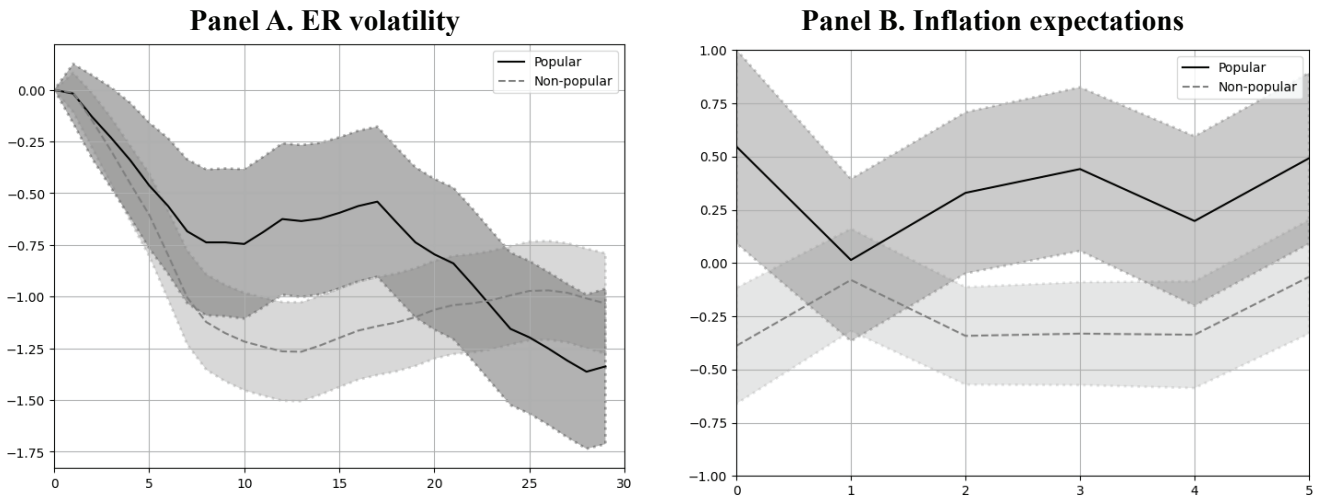 Panel A. ER volatility
Popular
Non-popular
0.00
−0.25
−0.50
−0.75
−1.00
−1.25
−1.50
−1.75
0 5 10 15 20 25 30
Panel B. Inflation expectations
Popular
Non-popular
1.00
0.75
0.50
0.25
0.00
−0.25
−0.50
−0.75
−1.00
0 1 2 3 4 5